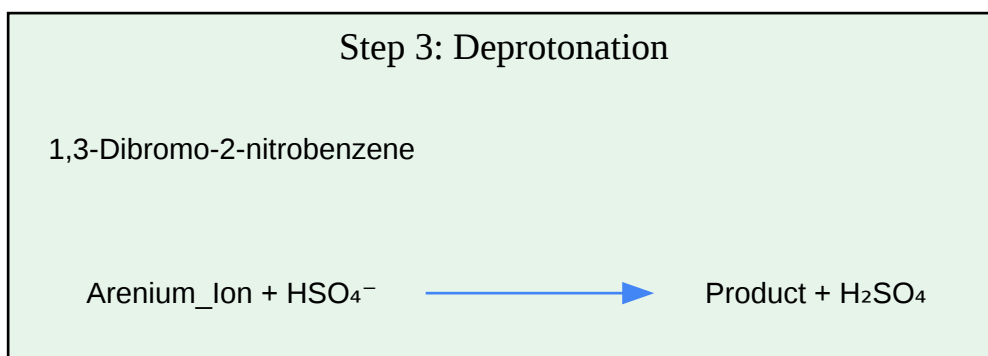 Step 3: Deprotonation
1,3-Dibromo-2-nitrobenzene
Arenium_Ion + HSO₄⁻ Product + H₂SO₄